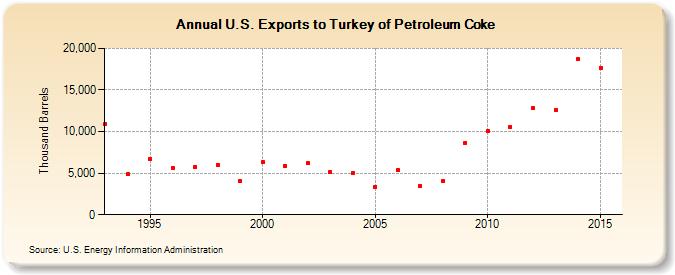 Annual U.S. Exports to Turkey of Petroleum Coke
Thousand Barrels
20,000
15,000
10,000
5,000
0
1995 2000 2005 2010 2015
Source: U.S. Energy Information Administration